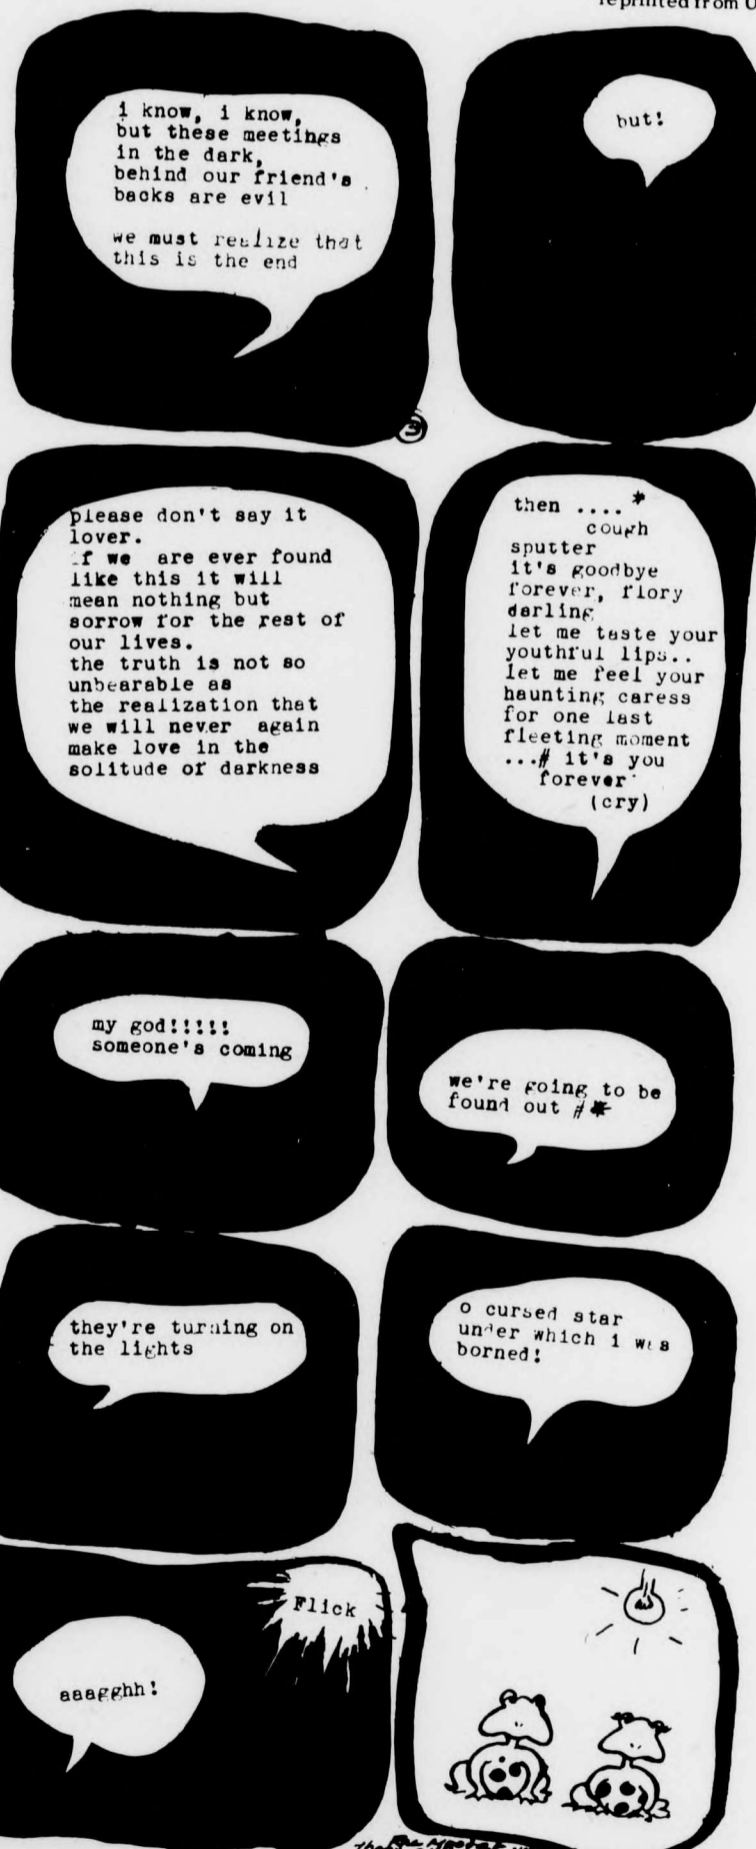 reprinted from U
i know, i know,
but these meetings
in the dark,
behind our friend's
backs are evil
we must realize that
this is the end
but!
3
please don't say it
lover.
if we are ever found
like this it will
mean nothing but
sorrow for the rest of
our lives.
the truth is not so
unbearable as
the realization that
we will never again
make love in the
solitude of darkness
then ....*
cough
sputter
it's goodbye
forever, flory
darling
let me taste your
youthful lips..
let me feel your
haunting caress
for one last
fleeting moment
...# it's you
forever
(cry)
my god!!!!!
someone's coming
we're going to be
found out #*
they're turning on
the lights
o cursed star
under which i was
borned!
aaagghh!
Flick